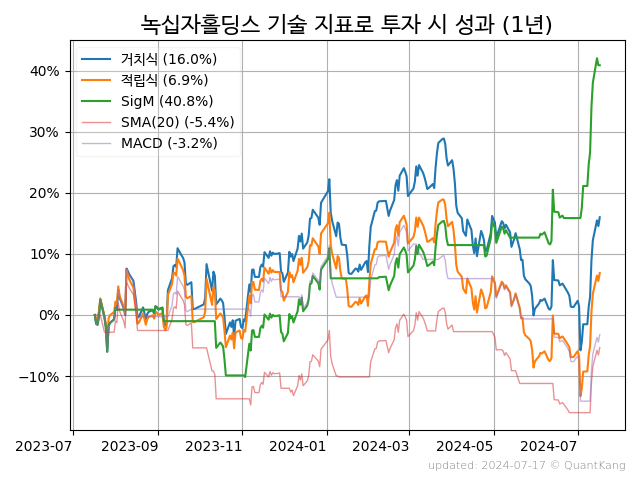 녹십자홀딩스 기술 지표로 투자 시 성과 (1년)
거치식 (16.0%)
적립식 (6.9%)
SigM (40.8%)
SMA(20) (-5.4%)
MACD (-3.2%)
40%
30%
20%
10%
0%
−10%
2023-07 2023-09 2023-11 2024-01 2024-03 2024-05 2024-07
updated: 2024-07-17 © QuantKang